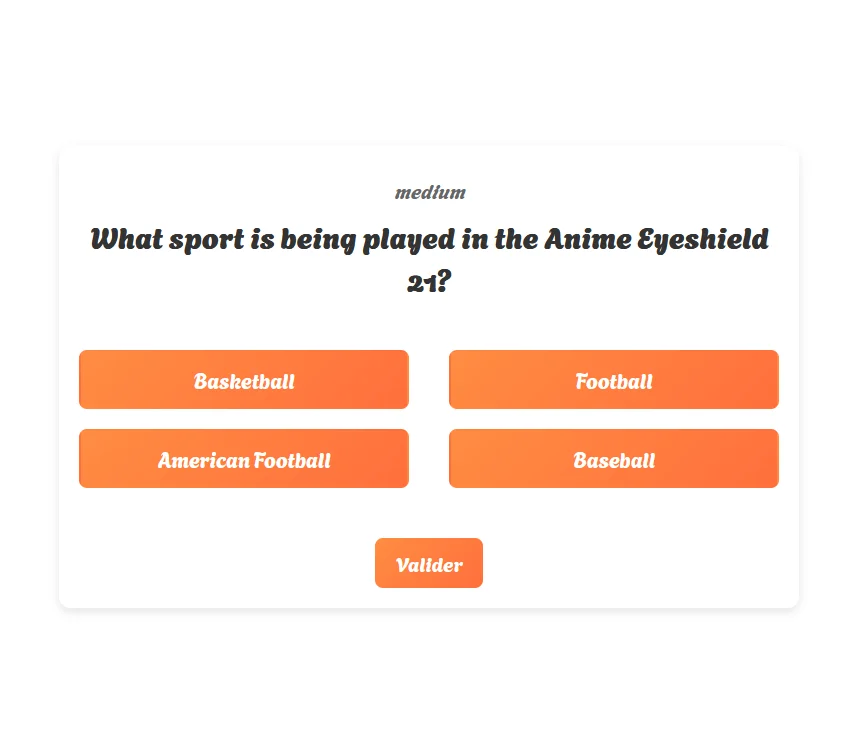 medium
What sport is being played in the Anime Eyeshield
21?
Basketball
Football
American Football
Baseball
Valider